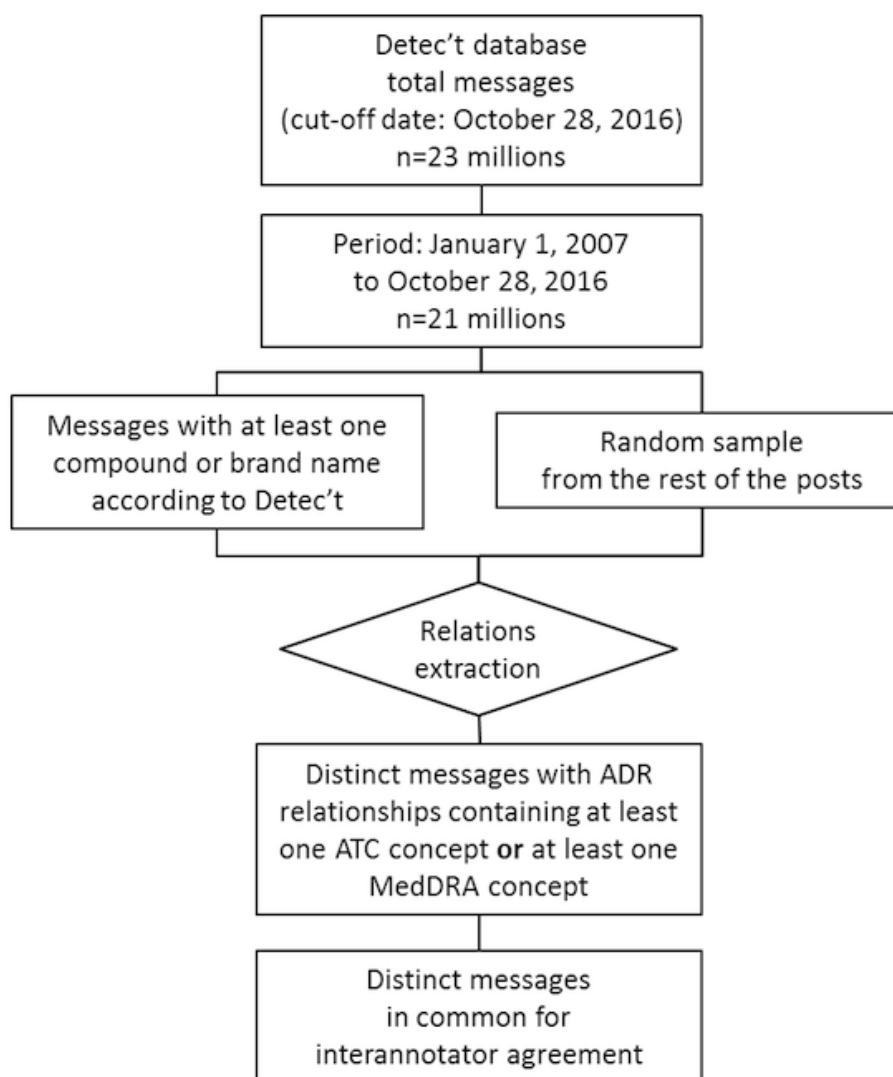 Detec’t database
total messages
(cut-off date: October 28, 2016)
n=23 millions
Period: January 1, 2007
to October 28, 2016
n=21 millions
Messages with at least one
compound or brand name
according to Detec’t
Random sample
from the rest of the posts
Relations
extraction
Distinct messages with ADR
relationships containing at least
one ATC concept or at least one
MedDRA concept
Distinct messages
in common for
interannotator agreement